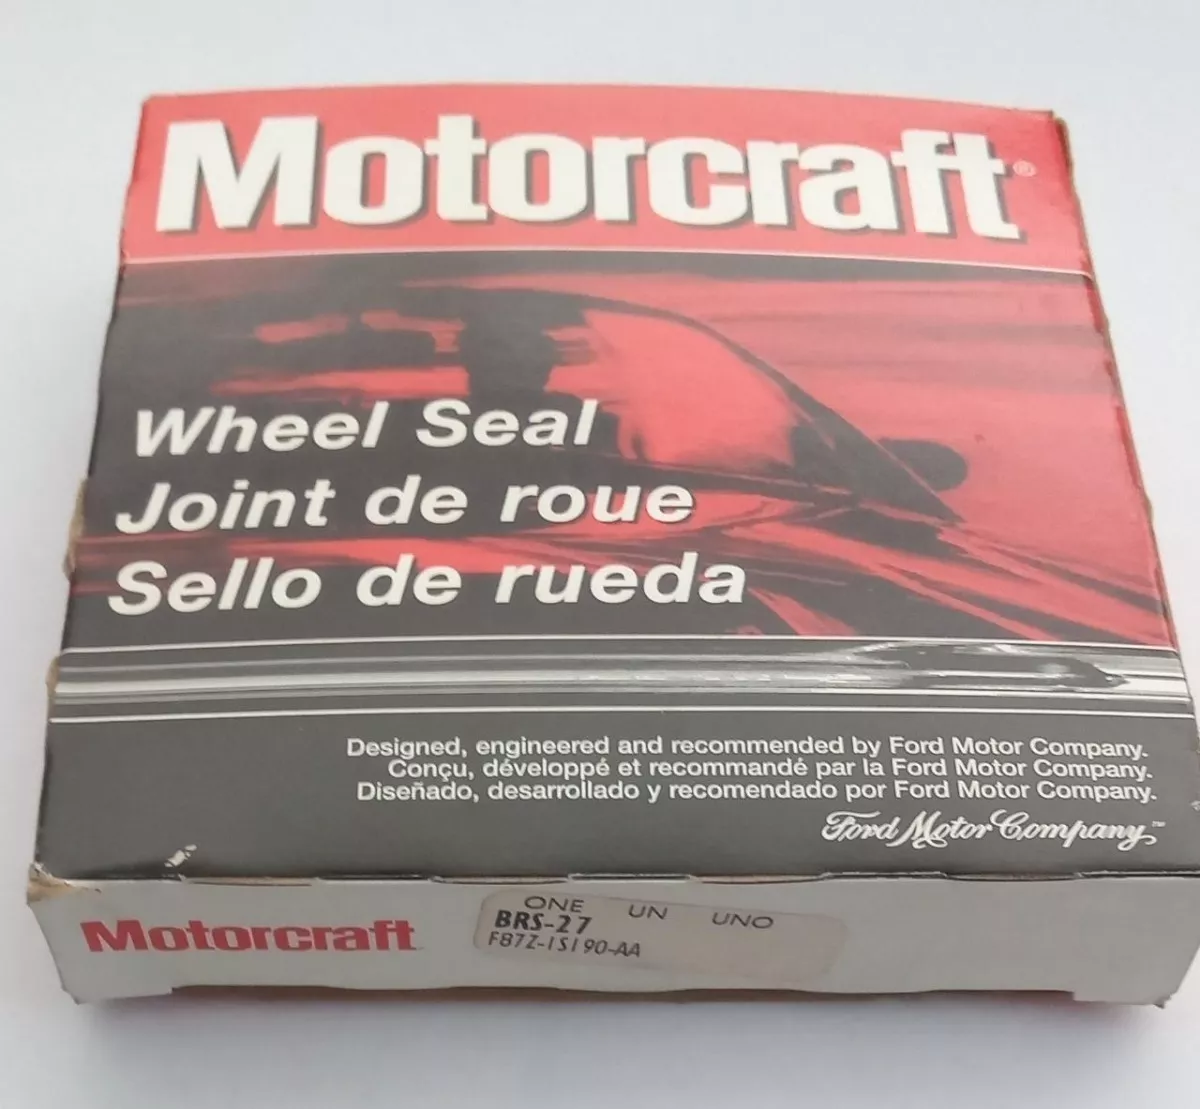 Motorcraft®
Wheel Seal
Joint de roue
Sello de rueda
Designed, engineered and recommended by Ford Motor Company.
Conçu, développé et recommandé par la Ford Motor Company.
Diseñado, desarrollado y recomendado por Ford Motor Company.
Ford Motor Company™
Motorcraft
ONE UN UNO
BRS-27
F87Z-1S190-AA